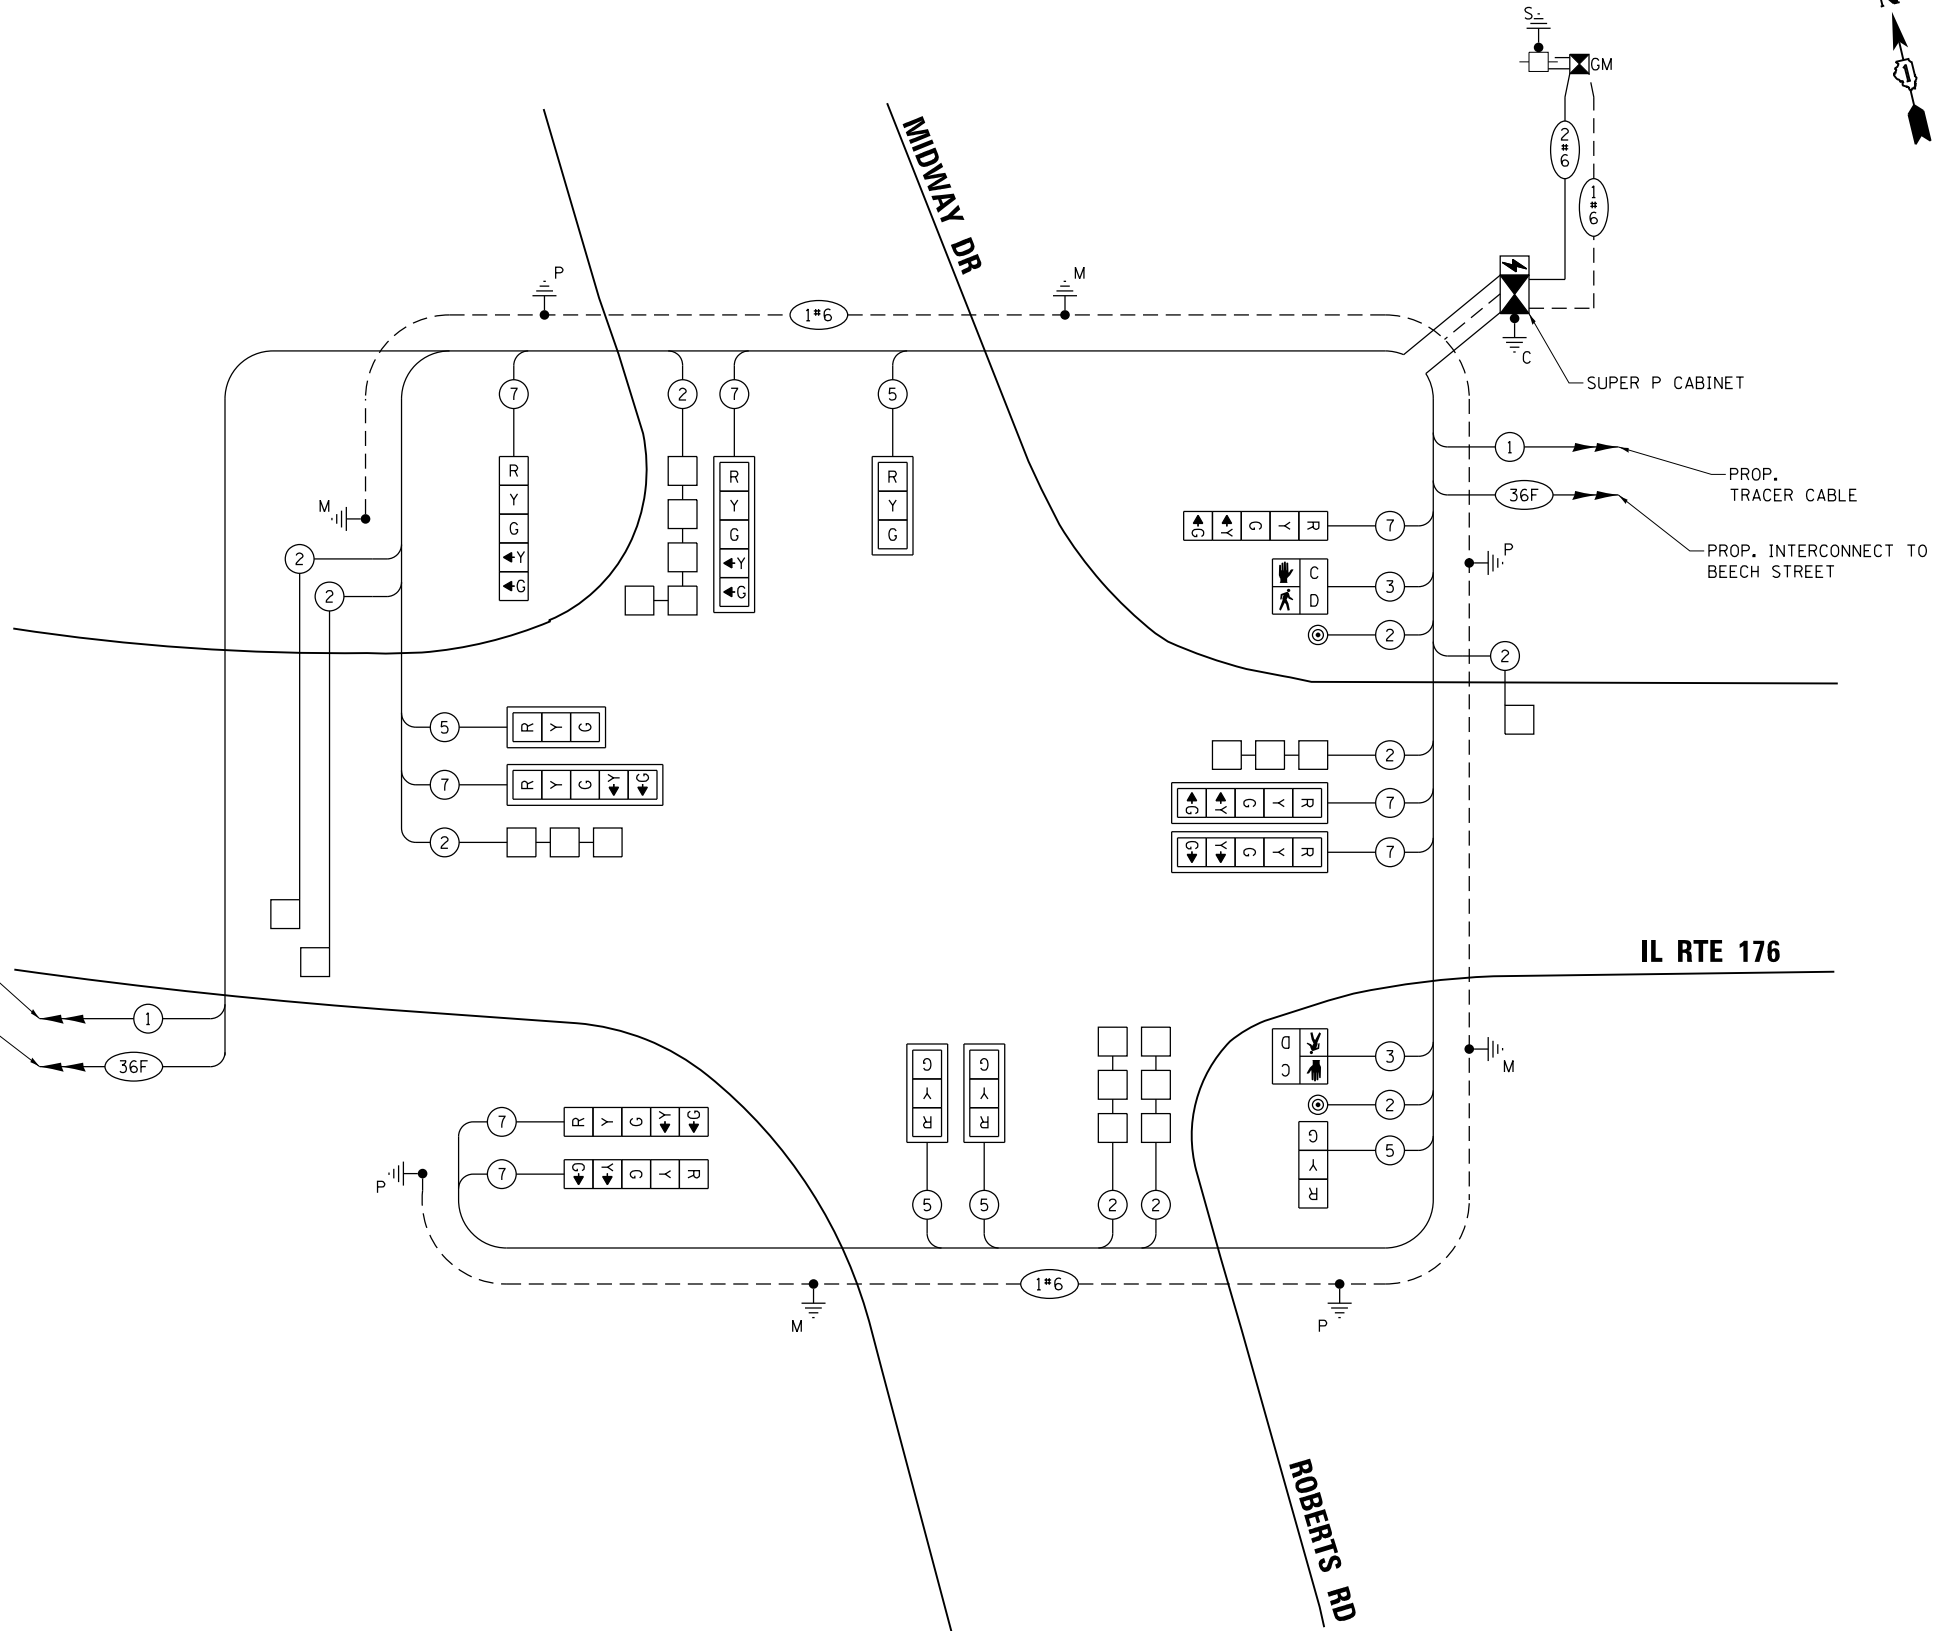 N
S
GM
2#6
1#6
MIDWAY DR
P
M
1#6
C
SUPER P CABINET
7
2
7
5
1
PROP.
TRACER CABLE
36F
PROP. INTERCONNECT TO
BEECH STREET
R
Y
G
Y
G
R
Y
G
Y
G
R
Y
G
M
G Y G Y R
7
P
2
2
C
D
3
2
2
5
R Y G
7
R Y G Y G
2
2
G Y G Y R
7
G Y G Y R
7
IL RTE 176
1
36F
D
C
3
M
2
G
Y
R
5
G
Y
R
G
Y
R
7
R Y G Y G
7
G Y G Y R
P
5
5
2
2
1#6
M
P
ROBERTS RD